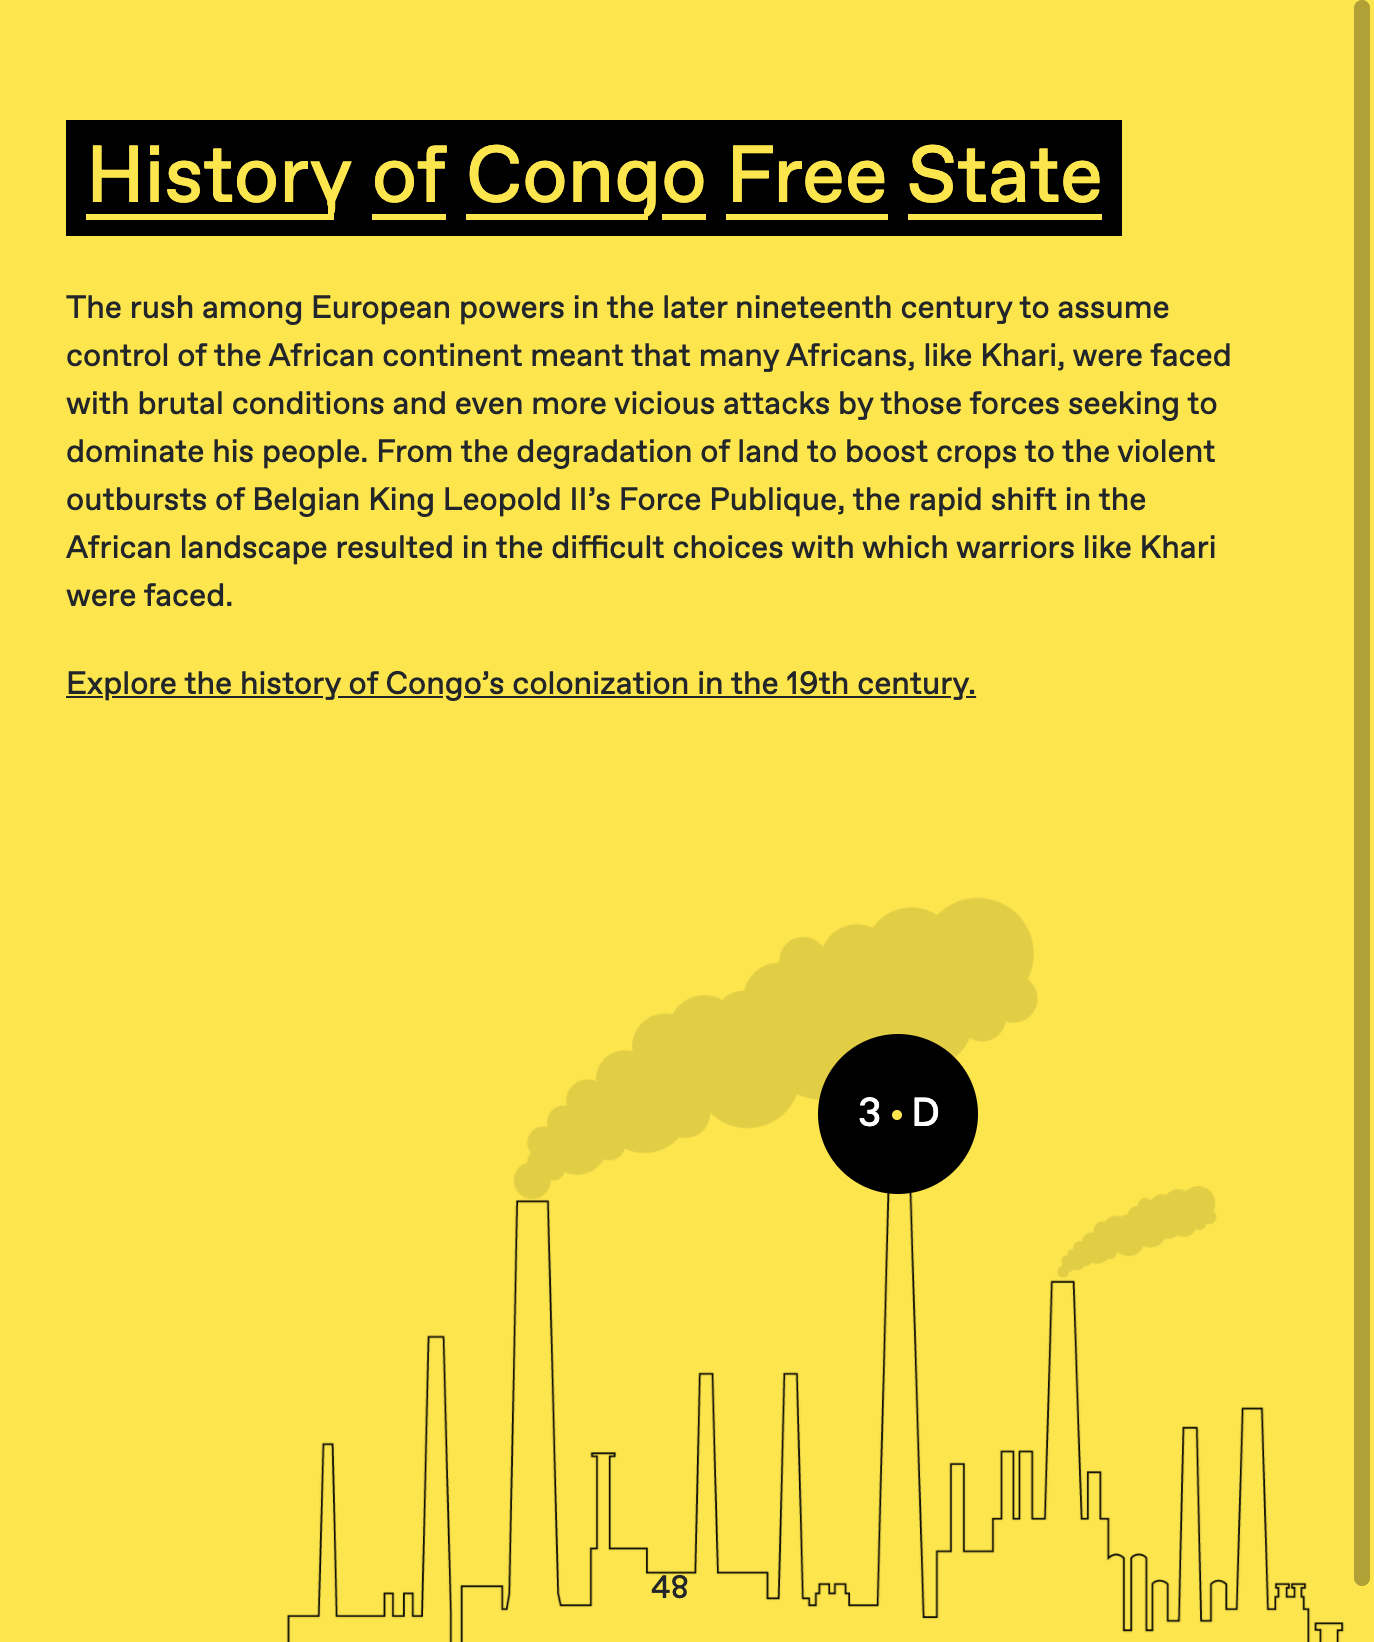 History of Congo Free State
The rush among European powers in the later nineteenth century to assume
control of the African continent meant that many Africans, like Khari, were faced
with brutal conditions and even more vicious attacks by those forces seeking to
dominate his people. From the degradation of land to boost crops to the violent
outbursts of Belgian King Leopold II’s Force Publique, the rapid shift in the
African landscape resulted in the difficult choices with which warriors like Khari
were faced.
Explore the history of Congo’s colonization in the 19th century.
3 • D
48